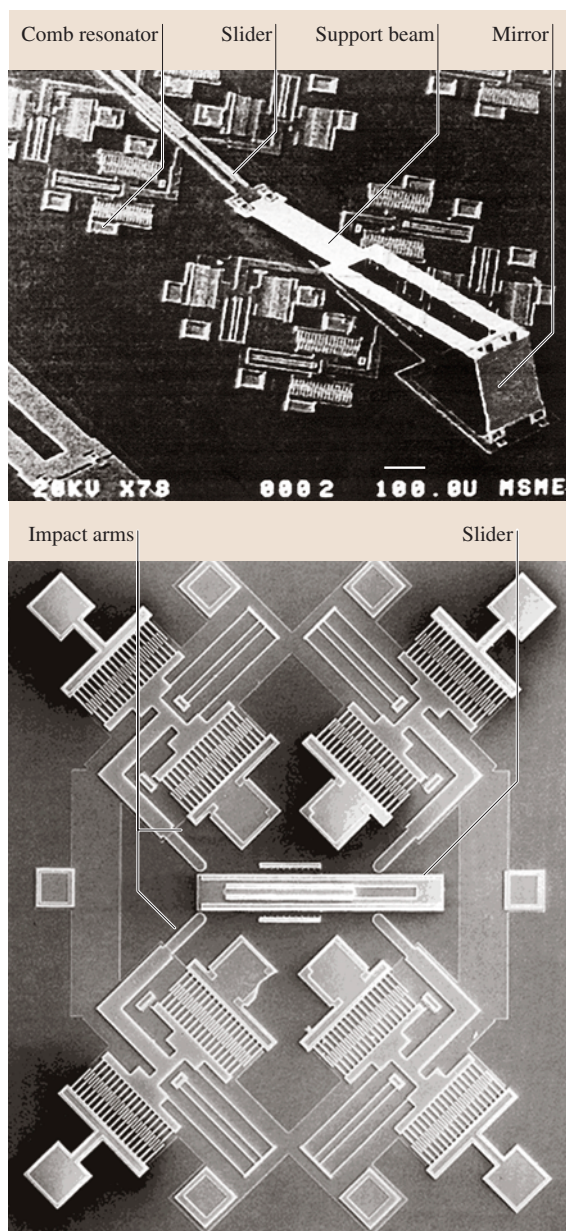 Comb resonator Slider Support beam Mirror
20KV X78 0002 100.0U MSME
Impact arms Slider